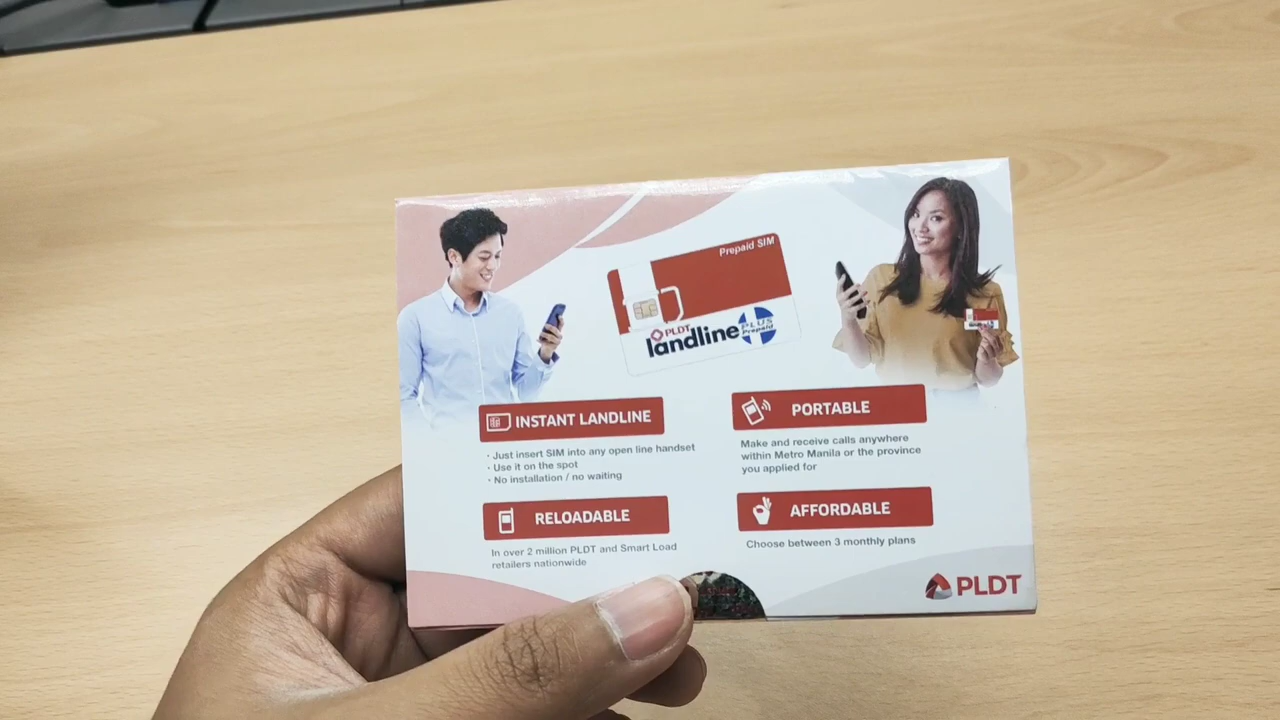 Prepaid SIM
PLDT
landline PLUS
Prepaid
INSTANT LANDLINE
· Just insert SIM into any open line handset
· Use it on the spot
· No installation / no waiting
PORTABLE
Make and receive calls anywhere
within Metro Manila or the province
you applied for
RELOADABLE
In over 2 million PLDT and Smart Load
retailers nationwide
AFFORDABLE
Choose between 3 monthly plans
PLDT